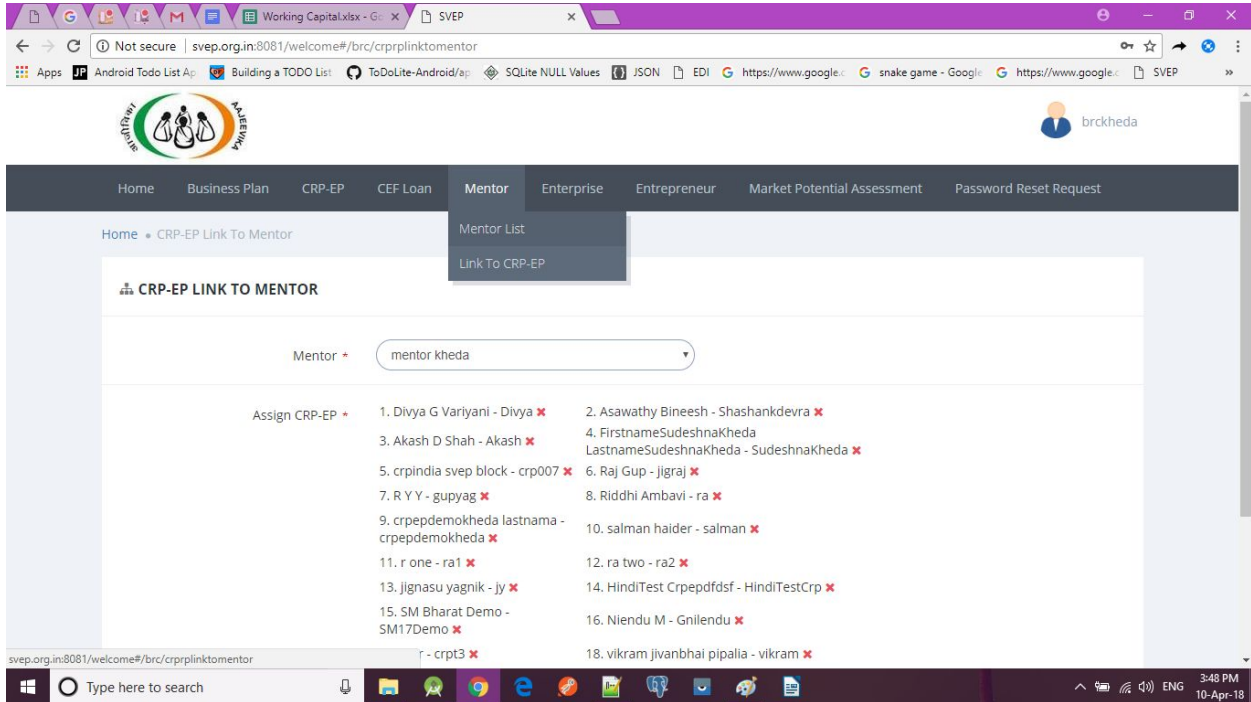 Working Capital.xlsx - Go
SVEP
Not secure | svep.org.in:8081/welcome#/brc/crprplinktomentor
Apps
Android Todo List Ap
Building a TODO List
ToDoLite-Android/ap
SQLite NULL Values
JSON
EDI
https://www.google.c
snake game - Google
https://www.google.c
SVEP
»
आजीविका
AAJEEVIKA
brckheda
Home Business Plan CRP-EP CEF Loan Mentor Enterprise Entrepreneur Market Potential Assessment Password Reset Request
Mentor List
Link To CRP-EP
Home • CRP-EP Link To Mentor
CRP-EP LINK TO MENTOR
Mentor *
mentor kheda
Assign CRP-EP *
1. Divya G Variyani - Divya ✖ 2. Asawathy Bineesh - Shashankdevra ✖
3. Akash D Shah - Akash ✖
4. FirstnameSudeshnaKheda
LastnameSudeshnaKheda - SudeshnaKheda ✖
5. crpindia svep block - crp007 ✖ 6. Raj Gup - jigraj ✖
7. R Y Y - gupyag ✖ 8. Riddhi Ambavi - ra ✖
9. crpepdemokheda lastnama -
crpepdemokheda ✖
10. salman haider - salman ✖
11. r one - ra1 ✖ 12. ra two - ra2 ✖
13. jignasu yagnik - jy ✖ 14. HindiTest Crpepdfdsf - HindiTestCrp ✖
15. SM Bharat Demo -
SM17Demo ✖
16. Niendu M - Gnilendu ✖
r - crpt3 ✖ 18. vikram jivanbhai pipalia - vikram ✖
svep.org.in:8081/welcome#/brc/crprplinktomentor
Type here to search
ENG
3:48 PM
10-Apr-18